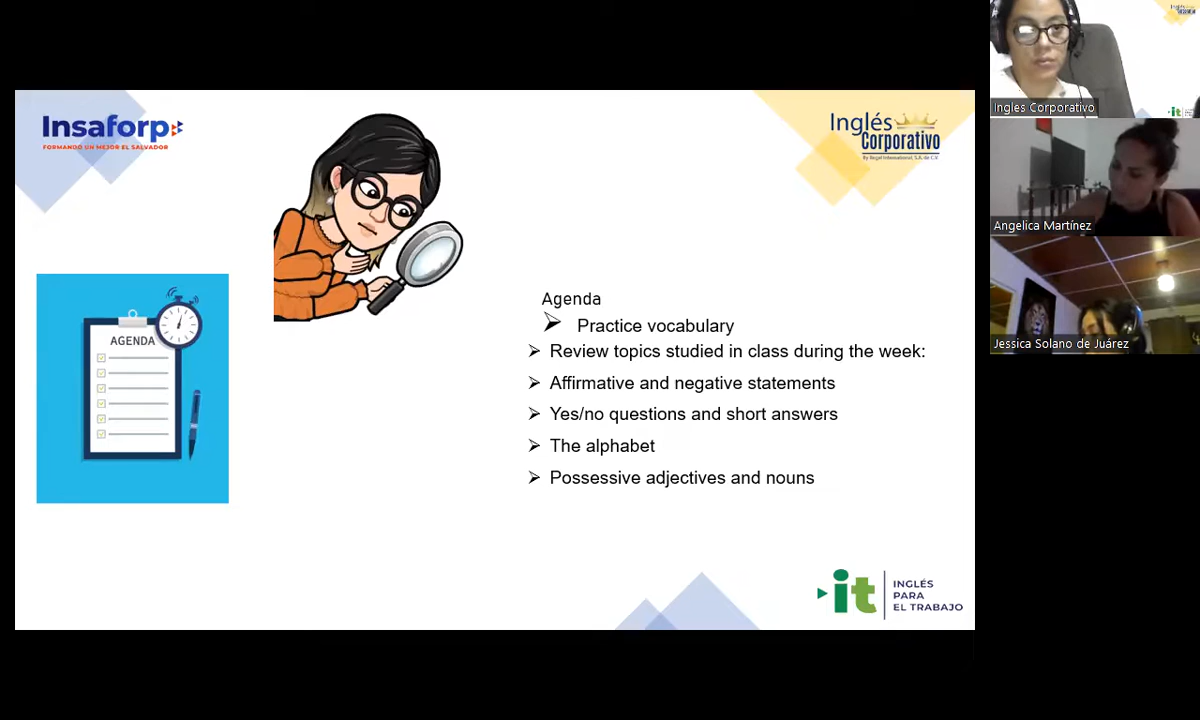 Insaforp
FORMANDO UN MEJOR EL SALVADOR
Inglés
Corporativo
By Regal International, S.A. de C.V.
AGENDA
Agenda
Practice vocabulary
Review topics studied in class during the week:
Affirmative and negative statements
Yes/no questions and short answers
The alphabet
Possessive adjectives and nouns
it
INGLÉS
PARA
EL TRABAJO
Ingles Corporativo
Angelica Martínez
Jessica Solano de Juárez